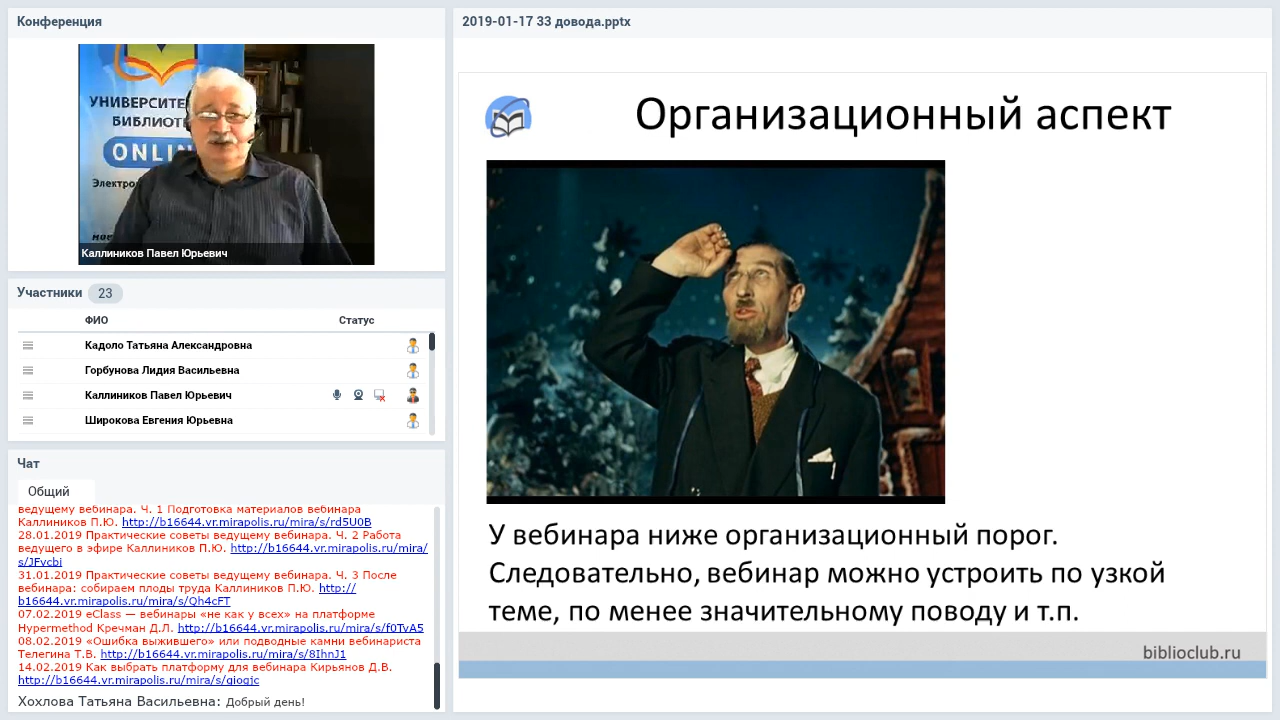 Конференция
УНИВЕРСИТЕ
БИБЛИОТЕ
ONLIN
Электро
Каллиников Павел Юрьевич
Участники 23
ФИО Статус
Кадоло Татьяна Александровна
Горбунова Лидия Васильевна
Каллиников Павел Юрьевич
Широкова Евгения Юрьевна
Чат
Общий
ведущему вебинара. Ч. 1 Подготовка материалов вебинара
Каллиников П.Ю. http://b16644.vr.mirapolis.ru/mira/s/rd5U0B
28.01.2019 Практические советы ведущему вебинара. Ч. 2 Работа
ведущего в эфире Каллиников П.Ю. http://b16644.vr.mirapolis.ru/mira/
s/JFvcbi
31.01.2019 Практические советы ведущему вебинара. Ч. 3 После
вебинара: собираем плоды труда Каллиников П.Ю. http://
b16644.vr.mirapolis.ru/mira/s/Qh4cFT
07.02.2019 eClass — вебинары «не как у всех» на платформе
Hypermethod Кречман Д.Л. http://b16644.vr.mirapolis.ru/mira/s/f0TvA5
08.02.2019 «Ошибка выжившего» или подводные камни вебинариста
Телегина Т.В. http://b16644.vr.mirapolis.ru/mira/s/8IhnJ1
14.02.2019 Как выбрать платформу для вебинара Кирьянов Д.В.
http://b16644.vr.mirapolis.ru/mira/s/qioqjc
Хохлова Татьяна Васильевна: Добрый день!
2019-01-17 33 довода.pptx
Организационный аспект
У вебинара ниже организационный порог.
Следовательно, вебинар можно устроить по узкой
теме, по менее значительному поводу и т.п.
biblioclub.ru